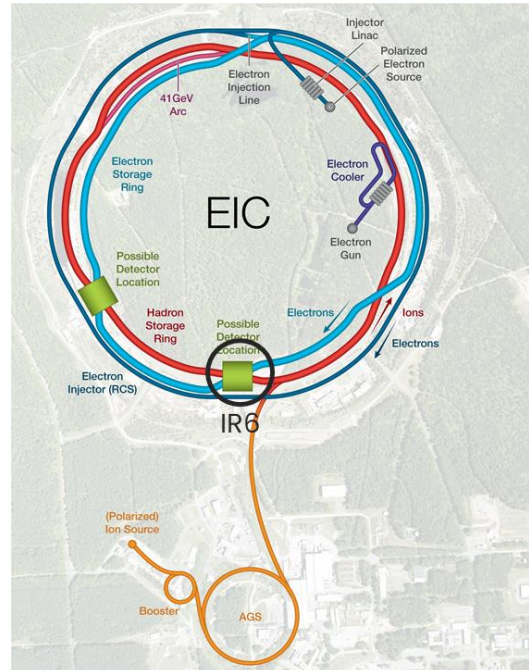 Injector
Linac
Polarized
Electron
Source
Electron
Injection
Line
41GeV
Arc
Electron
Storage
Ring
Electron
Cooler
EIC
Electron
Gun
Possible
Detector
Location
Hadron
Storage
Ring
Possible
Detector
Location
Electrons
Ions
Electrons
Electron
Injector (RCS)
IR6
(Polarized)
Ion Source
Booster
AGS